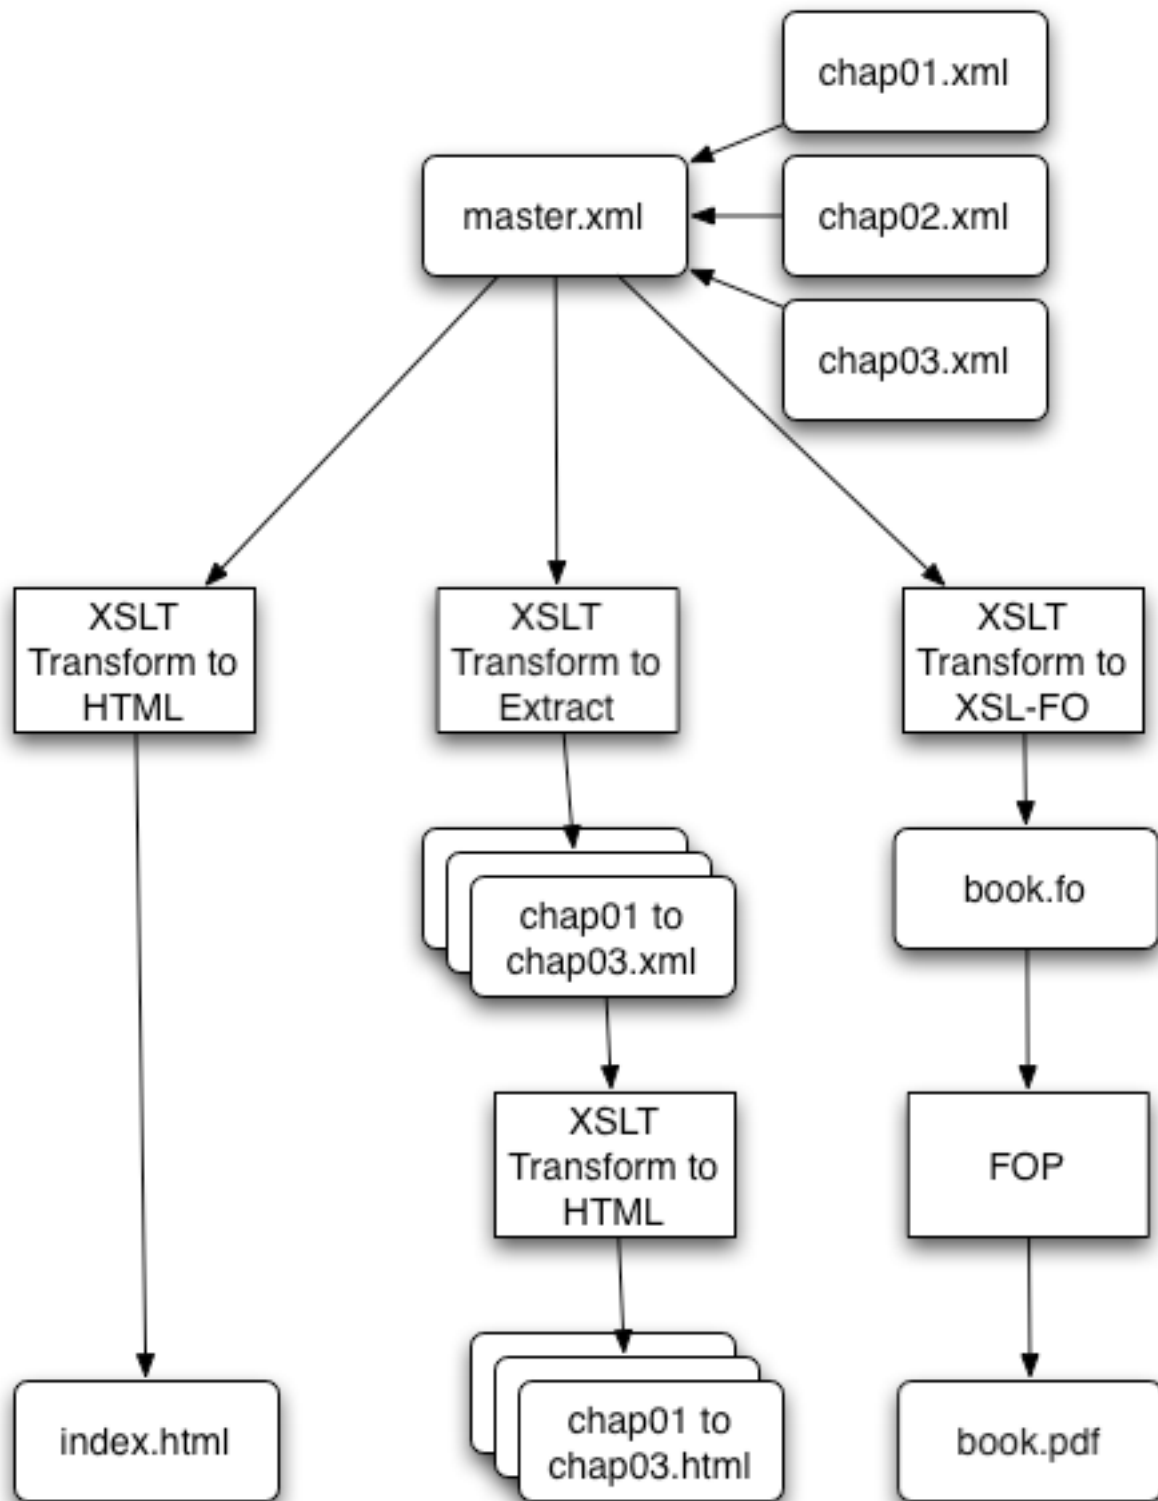 chap01.xml
master.xml
chap02.xml
chap03.xml
XSLT
Transform to
HTML
XSLT
Transform to
Extract
XSLT
Transform to
XSL-FO
chap01 to
chap03.xml
book.fo
XSLT
Transform to
HTML
FOP
index.html
chap01 to
chap03.html
book.pdf